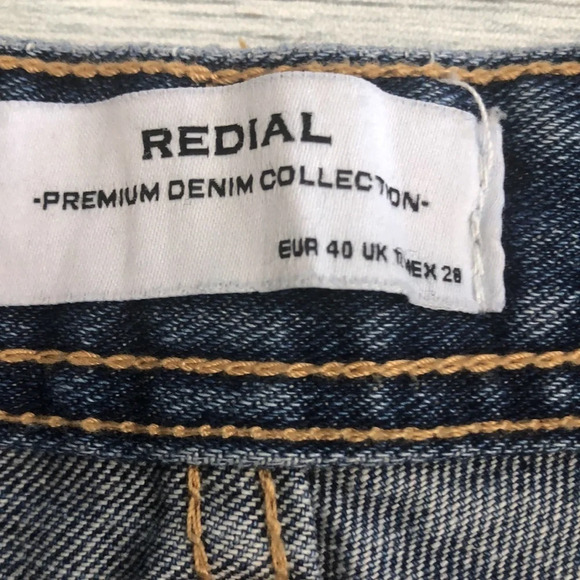 REDIAL
-PREMIUM DENIM COLLECTION-
EUR 40 UK MEX 28